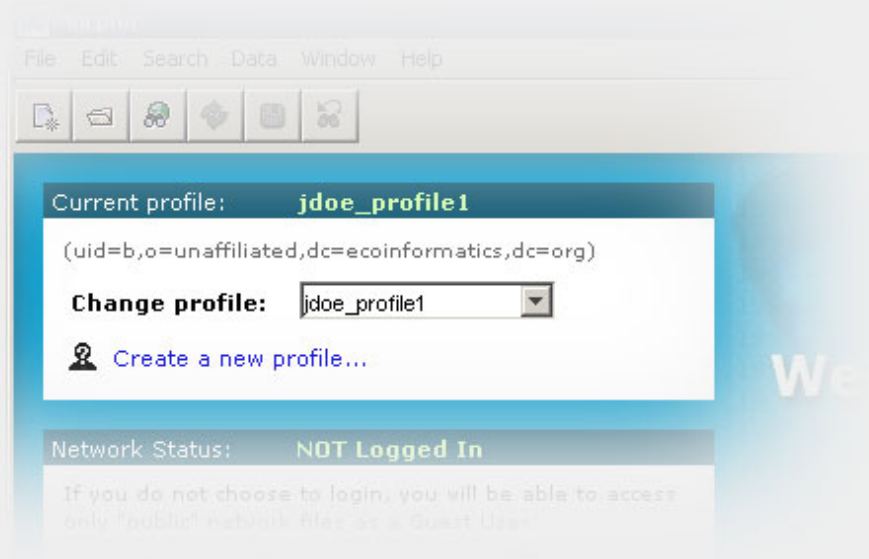 File Edit Search Data Window Help
Current profile: jdoe_profile1
(uid=b,o=unaffiliated,dc=ecoinformatics,dc=org)
Change profile: jdoe_profile1
Create a new profile...
We
Network Status: NOT Logged In
If you do not choose to login, you will be able to access
only "public" network files as a Guest User